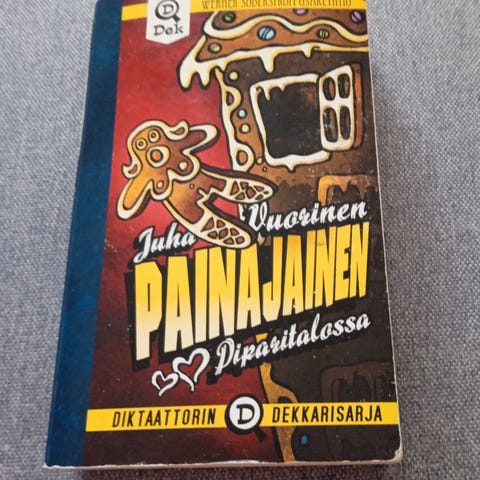 D
Dek
WERNER SÖDERSTRÖM OSAKEYHTIÖ
Juha Vuorinen
PAINAJAINEN
Piparitalossa
DIKTAATTORIN D DEKKARISARJA